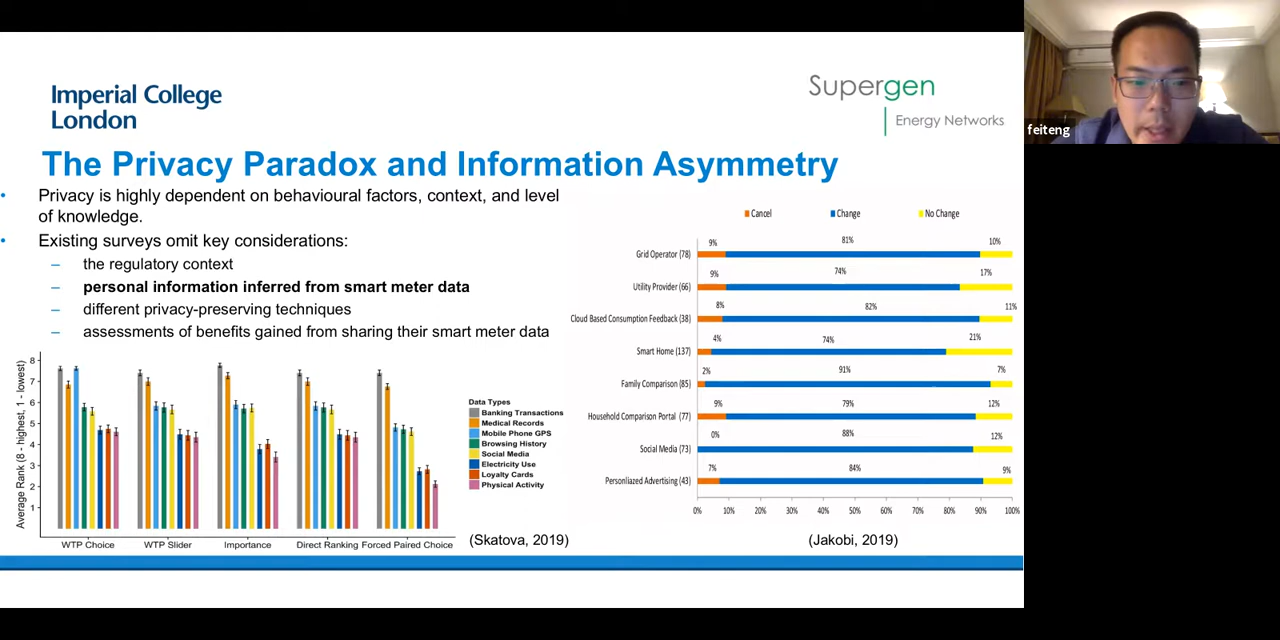 Imperial College
London
Supergen
Energy Networks
feiteng
The Privacy Paradox and Information Asymmetry
• Privacy is highly dependent on behavioural factors, context, and level
of knowledge.
• Existing surveys omit key considerations:
– the regulatory context
– personal information inferred from smart meter data
– different privacy-preserving techniques
– assessments of benefits gained from sharing their smart meter data
Average Rank (8 - highest, 1 - lowest)
8
7
6
5
4
3
2
1
WTP Choice WTP Slider Importance Direct Ranking Forced Paired Choice
Data Types
Banking Transactions
Medical Records
Mobile Phone GPS
Browsing History
Social Media
Electricity Use
Loyalty Cards
Physical Activity
(Skatova, 2019)
Cancel Change No Change
9% 81% 10%
Grid Operator (78)
9% 74% 17%
Utility Provider (66)
8% 82% 11%
Cloud Based Consumption Feedback (38)
4% 74% 21%
Smart Home (137)
2% 91% 7%
Family Comparison (85)
9% 79% 12%
Household Comparison Portal (77)
0% 88% 12%
Social Media (73)
7% 84% 9%
Personliazed Advertising (43)
0% 10% 20% 30% 40% 50% 60% 70% 80% 90% 100%
(Jakobi, 2019)